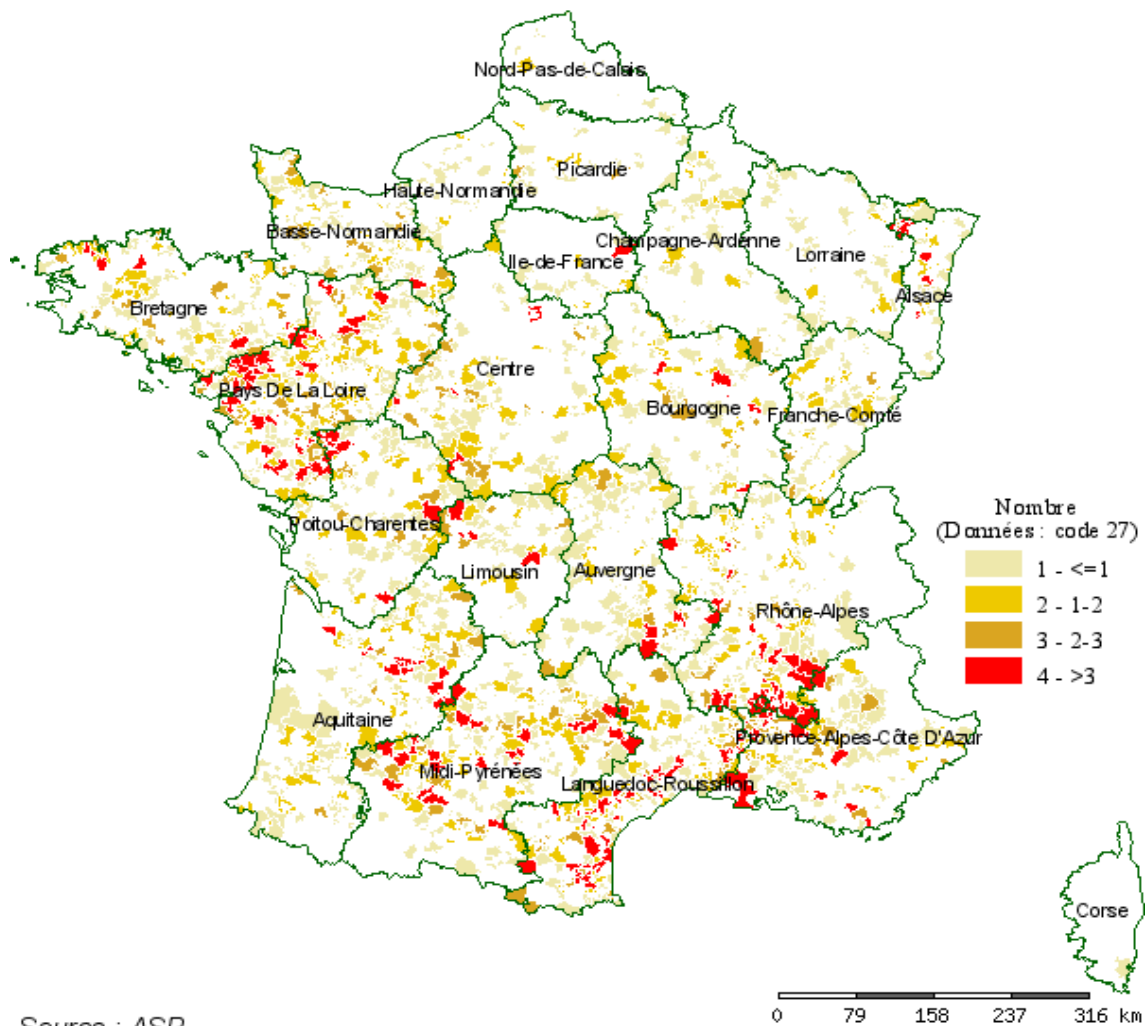 Nord-Pas-de-Calais
Picardie
Haute-Normandie
Basse-Normandie
Champagne-Ardenne
Ile-de-France
Lorraine
Alsace
Bretagne
Centre
Pays De La Loire
Bourgogne
Franche-Comté
Poitou-Charentes
Limousin
Auvergne
Rhône-Alpes
Aquitaine
Midi-Pyrénées
Languedoc-Roussillon
Provence-Alpes-Côte D'Azur
Corse
Nombre
(Données : code 27)
1 - <=1
2 - 1-2
3 - 2-3
4 - >3
Source : ASP
0 79 158 237 316 km